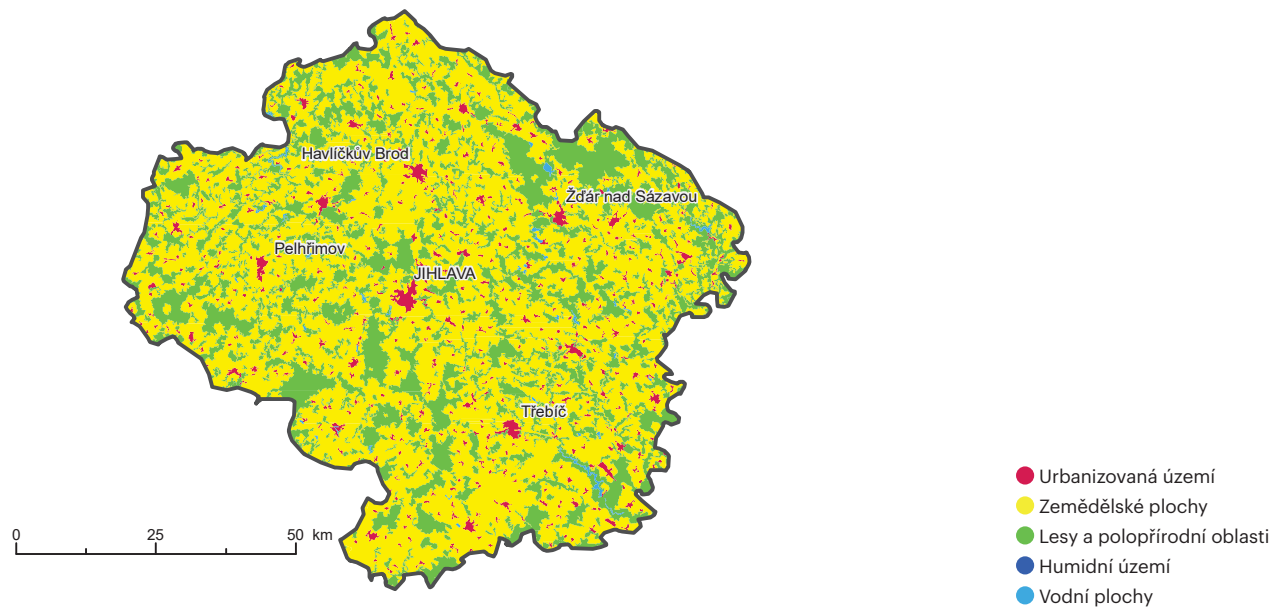 Havlíčkův Brod
Žďár nad Sázavou
Pelhřimov
JIHLAVA
Třebíč
0 25 50 km
Urbanizovaná území
Zemědělské plochy
Lesy a polopřírodní oblasti
Humidní území
Vodní plochy